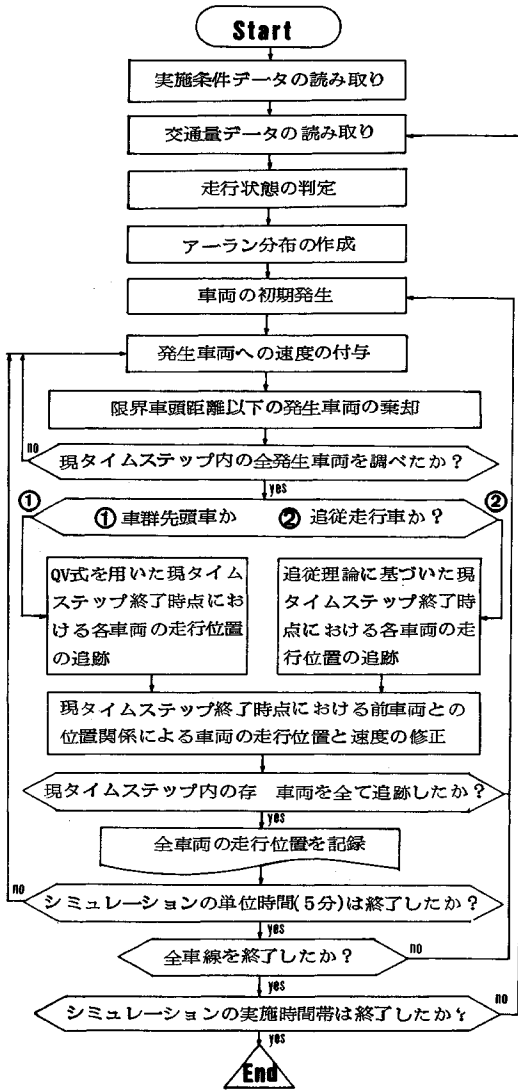 Start
実施条件データの読み取り
交通量データの読み取り
走行状態の判定
アーラン分布の作成
車両の初期発生
発生車両への速度の付与
限界車頭距離以下の発生車両の棄却
no
現タイムステップ内の全発生車両を調べたか?
yes
①
① 車群先頭車か ② 追従走行車か?
②
QV式を用いた現タイム
ステップ終了時点にお
ける各車両の走行位置
の追跡
追従理論に基づいた現
タイムステップ終了時
点における各車両の走
行位置の追跡
現タイムステップ終了時点における前車両との
位置関係による車両の走行位置と速度の修正
現タイムステップ内の存 車両を全て追跡したか?
yes
全車両の走行位置を記録
no
シミュレーションの単位時間(5分)は終了したか?
yes
全車線を終了したか?
no
yes
シミュレーションの実施時間帯は終了したか?
no
yes
End